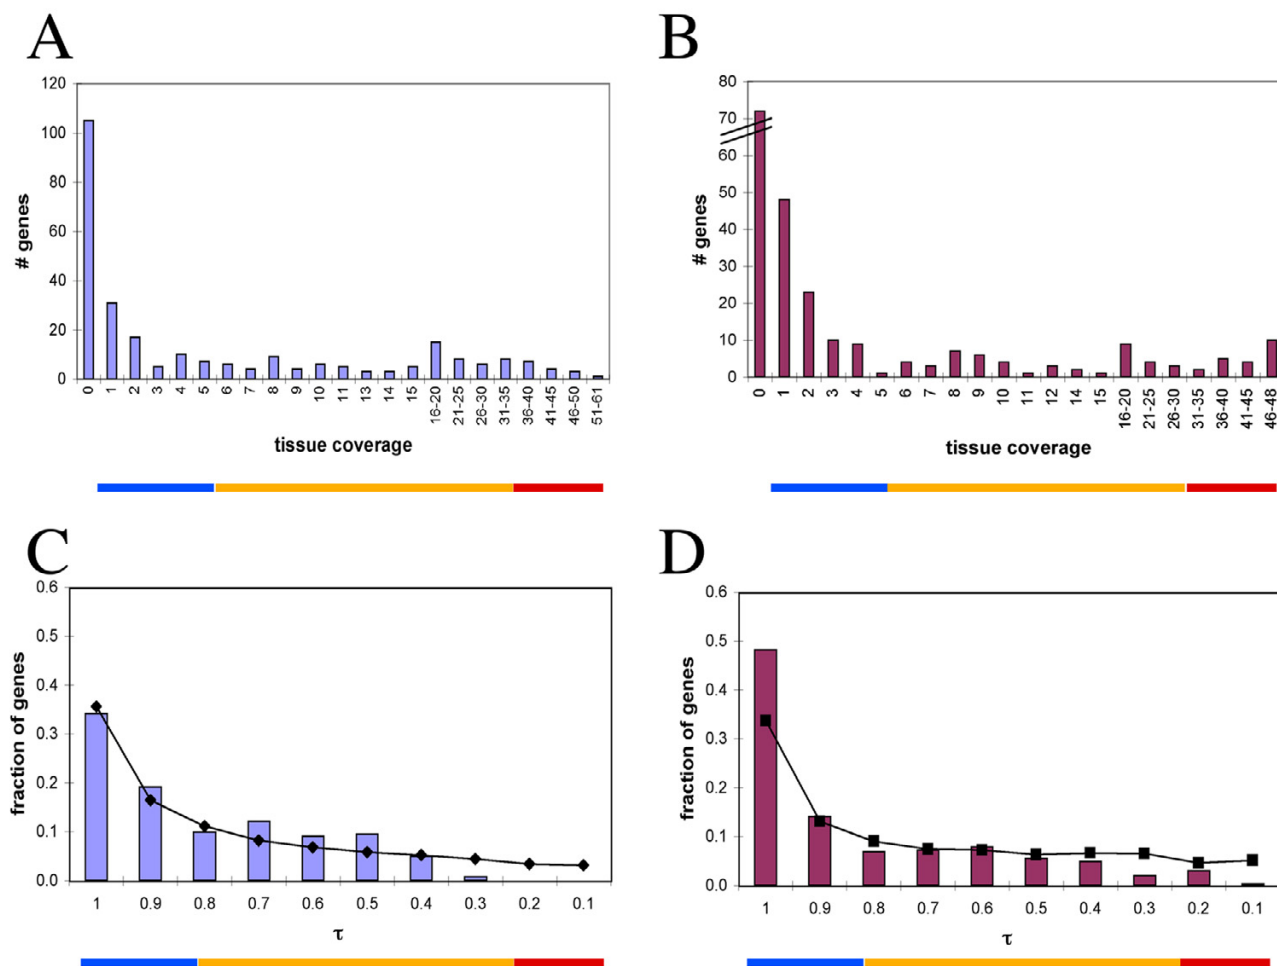 A
B
120
100
80
60
40
20
0
# genes
0 1 2 3 4 5 6 7 8 9 10 11 13 14 15 16-20 21-25 26-30 31-35 36-40 41-45 46-50 51-61
tissue coverage
80
70
60
50
40
30
20
10
0
# genes
0 1 2 3 4 5 6 7 8 9 10 11 12 14 15 16-20 21-25 26-30 31-35 36-40 41-45 46-48
tissue coverage
C
D
0.6
0.5
0.4
0.3
0.2
0.1
0.0
fraction of genes
1 0.9 0.8 0.7 0.6 0.5 0.4 0.3 0.2 0.1
τ
0.6
0.5
0.4
0.3
0.2
0.1
0.0
fraction of genes
1 0.9 0.8 0.7 0.6 0.5 0.4 0.3 0.2 0.1
τ